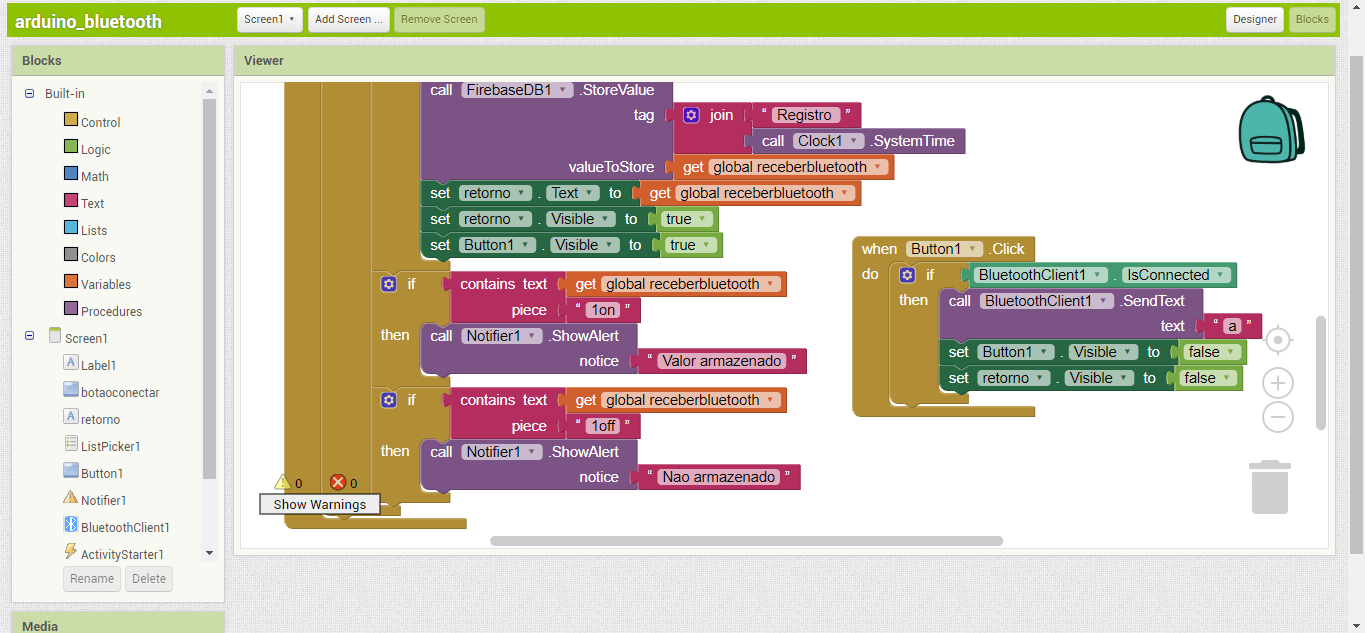 arduino_bluetooth
Screen1
Add Screen ...
Remove Screen
Designer
Blocks
Blocks
Built-in
Control
Logic
Math
Text
Lists
Colors
Variables
Procedures
Screen1
Label1
botaoconectar
retorno
ListPicker1
Button1
Notifier1
BluetoothClient1
ActivityStarter1
Rename
Delete
Media
Viewer
call FirebaseDB1 .StoreValue
tag join “ Registro ”
call Clock1 .SystemTime
valueToStore get global receberbluetooth
set retorno . Text to get global receberbluetooth
set retorno . Visible to true
set Button1 . Visible to true
if contains text get global receberbluetooth
piece “ 1on ”
then call Notifier1 .ShowAlert
notice “ Valor armazenado ”
if contains text get global receberbluetooth
piece “ 1off ”
then call Notifier1 .ShowAlert
notice “ Nao armazenado ”
0 0
Show Warnings
when Button1 .Click
do if BluetoothClient1 . IsConnected
then call BluetoothClient1 .SendText
text “ a ”
set Button1 . Visible to false
set retorno . Visible to false